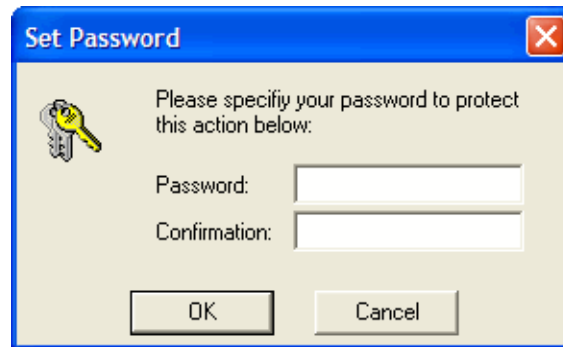 Set Password
Please specifiy your password to protect
this action below:
Password:
Confirmation:
OK Cancel